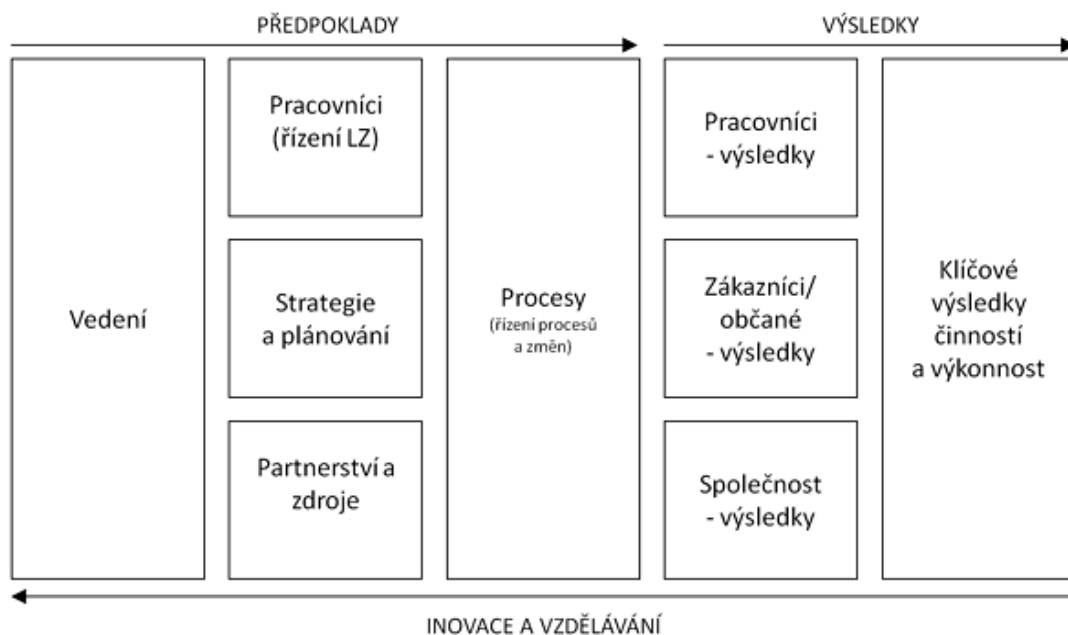 PŘEDPOKLADY
VÝSLEDKY
Vedení
Pracovníci
(řízení LZ)
Strategie
a plánování
Partnerství a
zdroje
Procesy
(řízení procesů
a změn)
Pracovníci
- výsledky
Zákazníci/
občané
- výsledky
Společnost
- výsledky
Klíčové
výsledky
činností
a výkonnost
INOVACE A VZDĚLÁVÁNÍ